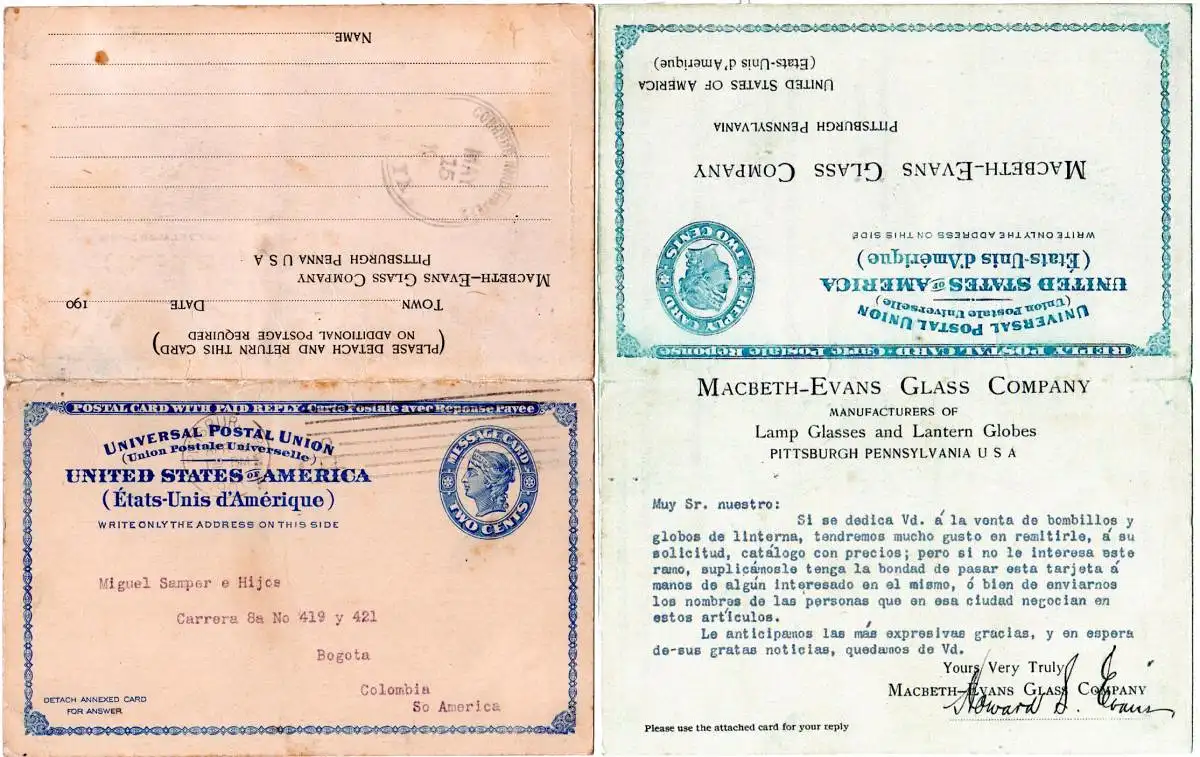 (PLEASE DETACH AND RETURN THIS CARD)
NO ADDITIONAL POSTAGE REQUIRED
TOWN DATE 190
MACBETH-EVANS GLASS COMPANY
PITTSBURGH PENNA U S A
NAME
MAY
15
POSTAL CARD WITH PAID REPLY.-Carte Postale avec Réponse Payée
UNIVERSAL POSTAL UNION
(Union Postale Universelle)
UNITED STATES OF AMERICA
(États-Unis d'Amérique)
WRITE ONLY THE ADDRESS ON THIS SIDE
MESSAGE CARD
TWO CENTS
Miguel Samper e Hijos
Carrera 8a No 419 y 421
Bogota
Colombia
So America
DETACH ANNEXED CARD
FOR ANSWER.
REPLY POSTAL CARD.-Carte Postale Réponse
UNIVERSAL POSTAL UNION
(Union Postale Universelle)
UNITED STATES OF AMERICA
(États-Unis d'Amérique)
WRITE ONLY THE ADDRESS ON THIS SIDE
REPLY CARD
TWO CENTS
MACBETH-EVANS GLASS COMPANY
PITTSBURGH PENNSYLVANIA
UNITED STATES OF AMERICA
(Etats-Unis d'Amérique)
MACBETH-EVANS GLASS COMPANY
MANUFACTURERS OF
Lamp Glasses and Lantern Globes
PITTSBURGH PENNSYLVANIA U S A
Muy Sr. nuestro:
Si se dedica Vd. á la venta de bombillos y
globos de linterna, tendremos mucho gusto en remitirle, á su
solicitud, catálogo con precios; pero si no le interesa este
ramo, suplicámosle tenga la bondad de pasar esta tarjeta á
manos de algún interesado en el mismo, ó bien de enviarnos
los nombres de las personas que en esa ciudad negocian en
estos artículos.
Le anticipamos las más expresivas gracias, y en espera
de-sus gratas noticias, quedamos de Vd.
Yours Very Truly
MACBETH-EVANS GLASS COMPANY
Howard S. Evans
Please use the attached card for your reply